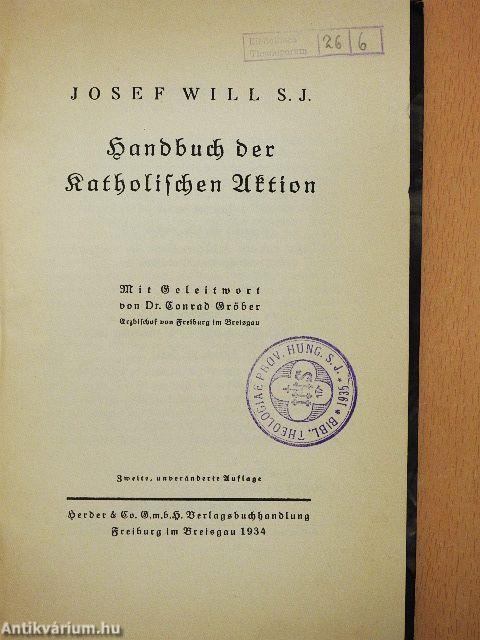 26 6
JOSEF WILL S. J.
Handbuch der
Katholischen Aktion
Mit Geleitwort
von Dr. Conrad Gröber
Erzbischof von Freiburg im Breisgau
BIBL. THEOLOGIAE PROV. HUNG. S. J. * 1935 *
IHS
Zweite, unveränderte Auflage
Herder & Co. G.m.b.H. Verlagsbuchhandlung
Freiburg im Breisgau 1934
Antikvárium.hu